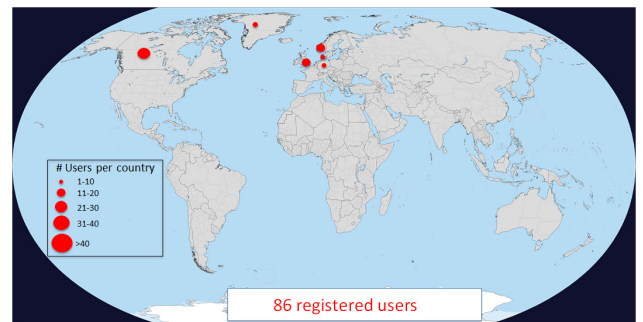 # Users per country
1-10
11-20
21-30
31-40
>40
86 registered users